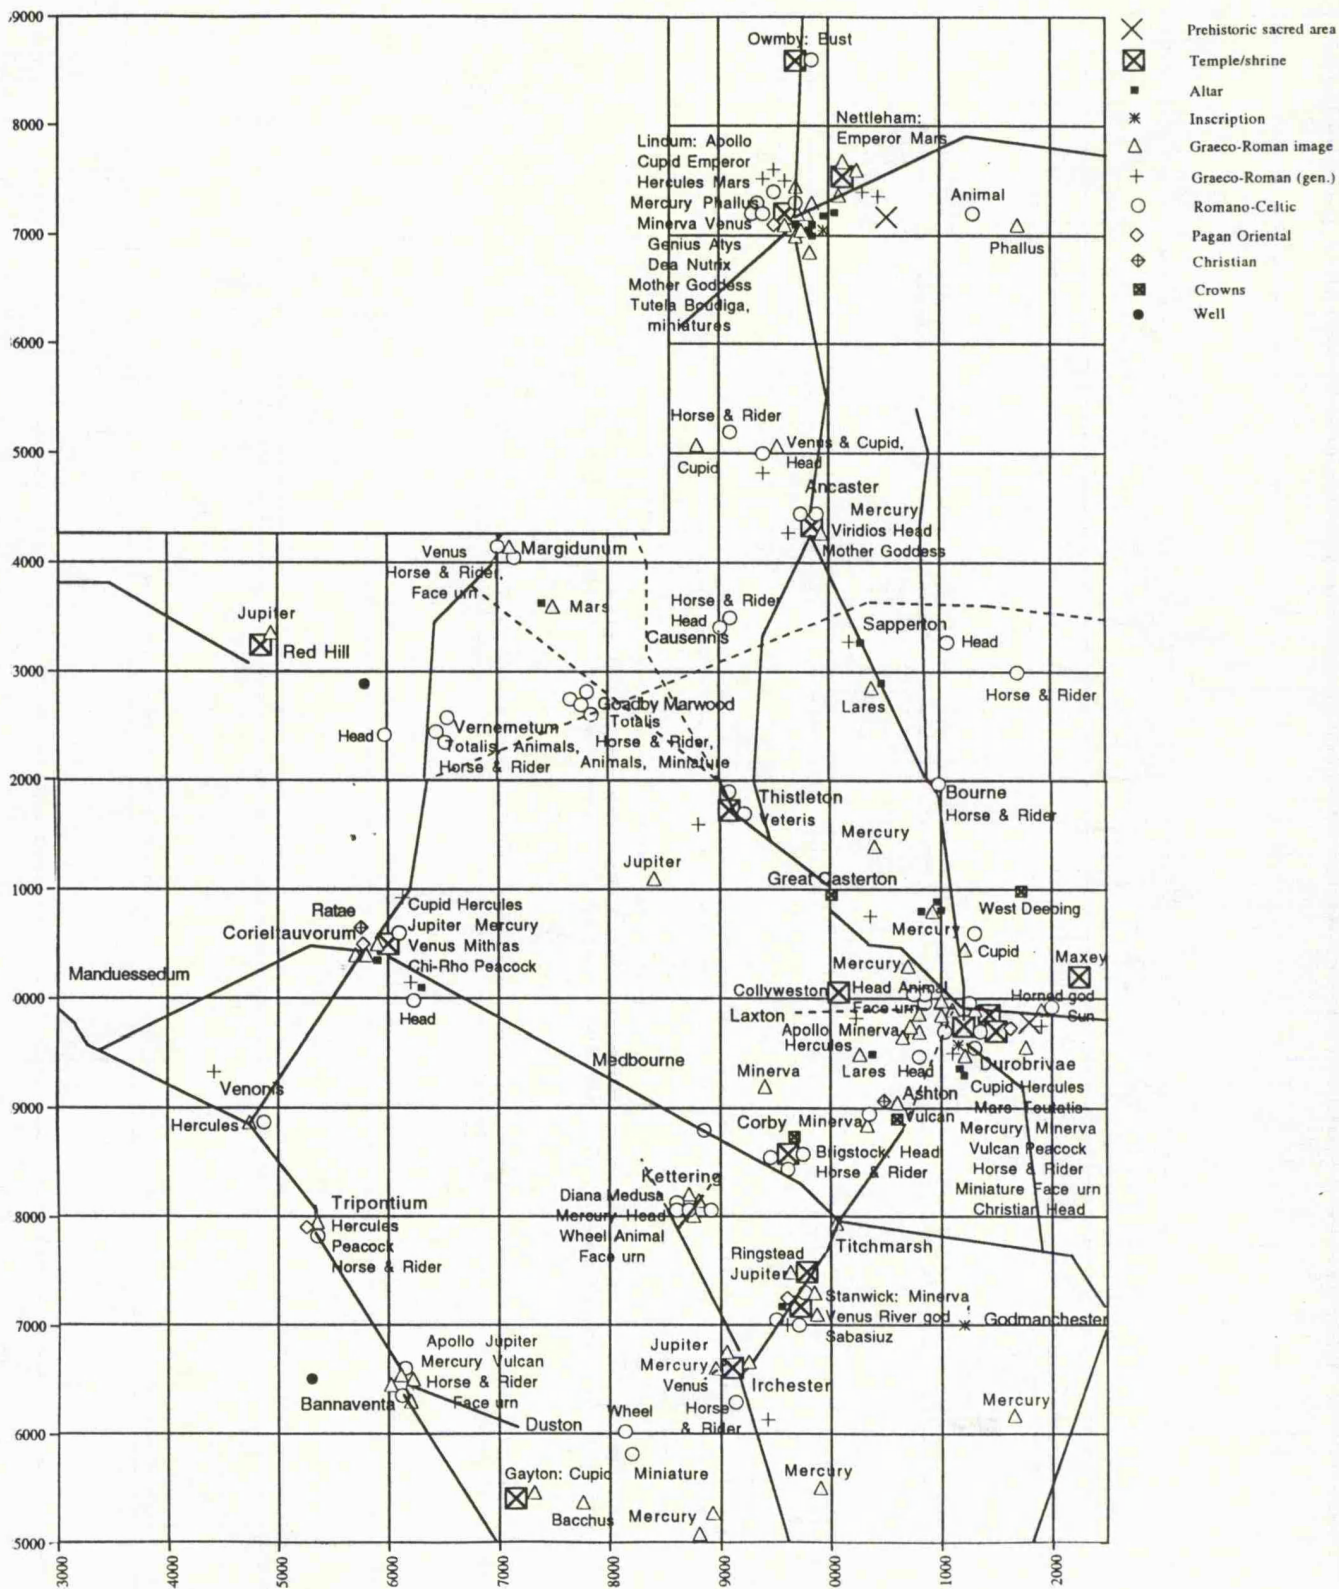 9000
8000
7000
6000
5000
4000
3000
2000
1000
0000
9000
8000
7000
6000
5000
3000
4000
5000
6000
7000
8000
9000
0000
1000
2000
Prehistoric sacred area
Temple/shrine
Altar
Inscription
Graeco-Roman image
Graeco-Roman (gen.)
Romano-Celtic
Pagan Oriental
Christian
Crowns
Well
Owmby: Bust
Nettleham:
Emperor Mars
Lindum: Apollo
Cupid Emperor
Hercules Mars
Mercury Phallus
Minerva Venus
Genius Atys
Dea Nutrix
Mother Goddess
Tutela Boudiga,
miniatures
Animal
Phallus
Horse & Rider
Cupid
Venus & Cupid,
Head
Ancaster
Mercury
Viridios Head
Mother Goddess
Venus
Horse & Rider,
Face urn
Margidunum
Mars
Jupiter
Red Hill
Horse & Rider
Head
Causennis
Sapperton
Head
Horse & Rider
Lares
Head
Vernemetum
Totalis, Animals,
Horse & Rider
Goadby Marwood
Totalis
Horse & Rider,
Animals, Miniature
Thistleton
Veteris
Bourne
Horse & Rider
Mercury
Jupiter
Great Casterton
West Deeping
Mercury
Cupid
Maxey
Ratae
Corieltauvorum
Cupid Hercules
Jupiter Mercury
Venus Mithras
Chi-Rho Peacock
Head
Manduessedum
Mercury
Collyweston
Head Animal
Face urn
Horned god
Sun
Laxton
Apollo Minerva
Hercules
Lares Head
Minerva
Medbourne
Durobrivae
Cupid Hercules
Mars Toutatis
Mercury Minerva
Vulcan Peacock
Horse & Rider
Miniature Face urn
Christian Head
Ashton
Vulcan
Venonis
Hercules
Corby
Minerva
Brigstock: Head
Horse & Rider
Kettering
Diana Medusa
Mercury Head
Wheel Animal
Face urn
Tripontium
Hercules
Peacock
Horse & Rider
Titchmarsh
Ringstead
Jupiter
Stanwick: Minerva
Venus River god
Sabasiuz
Godmanchester
Apollo Jupiter
Mercury Vulcan
Horse & Rider
Face urn
Bannaventa
Duston
Jupiter
Mercury
Venus
Irchester
Horse
& Rider
Wheel
Miniature
Mercury
Gayton: Cupid
Bacchus
Mercury
Mercury